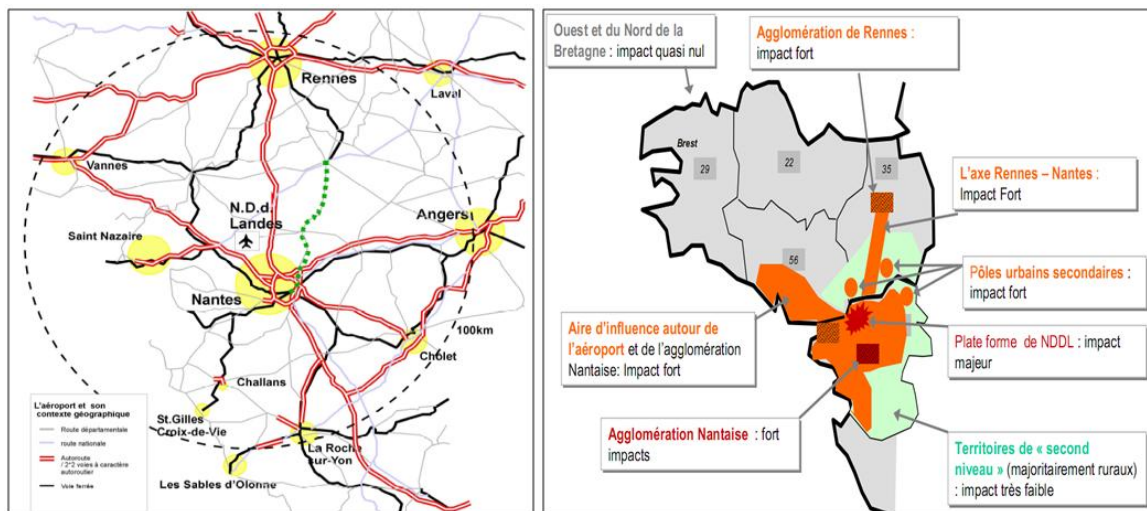 Rennes
Laval
Vannes
N.D.d.
Landes
Angers
Saint Nazaire
Nantes
100km
Cholet
Challans
St.Gilles
Croix-de-Vie
La Roche
sur-Yon
Les Sables d'Olonne
L'aéroport et son
contexte géographique
Route départementale
route nationale
Autoroute
/ 2*2 voies à caractère
autoroutier
Voie ferrée
Ouest et du Nord de la
Bretagne : impact quasi nul
Agglomération de Rennes :
impact fort
Brest
29
22
35
56
L'axe Rennes – Nantes :
Impact Fort
Pôles urbains secondaires :
impact fort
Aire d'influence autour de
l'aéroport et de l'agglomération
Nantaise: Impact fort
Plate forme de NDDL : impact
majeur
Agglomération Nantaise : fort
impacts
Territoires de « second
niveau » (majoritairement ruraux)
: impact très faible